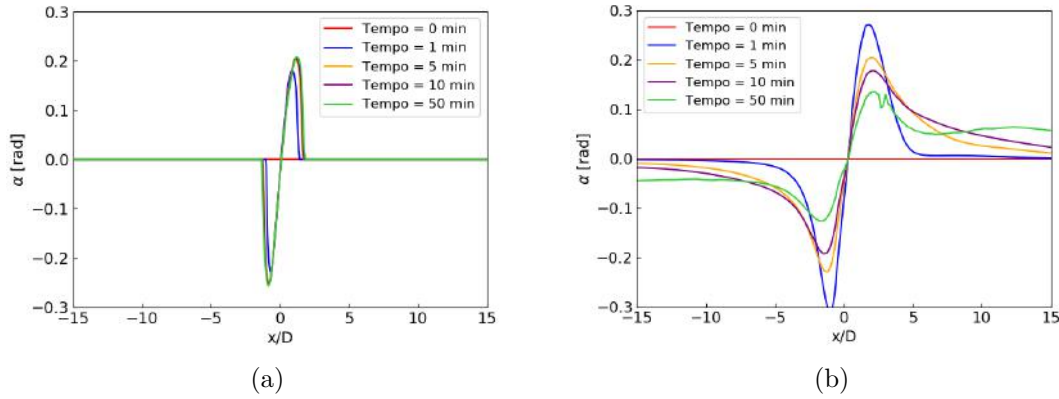 0.3
0.2
0.1
0.0
−0.1
−0.2
−0.3
α [rad]
Tempo = 0 min
Tempo = 1 min
Tempo = 5 min
Tempo = 10 min
Tempo = 50 min
−15 −10 −5 0 5 10 15
x/D
(a)
0.3
0.2
0.1
0.0
−0.1
−0.2
−0.3
α [rad]
Tempo = 0 min
Tempo = 1 min
Tempo = 5 min
Tempo = 10 min
Tempo = 50 min
−15 −10 −5 0 5 10 15
x/D
(b)